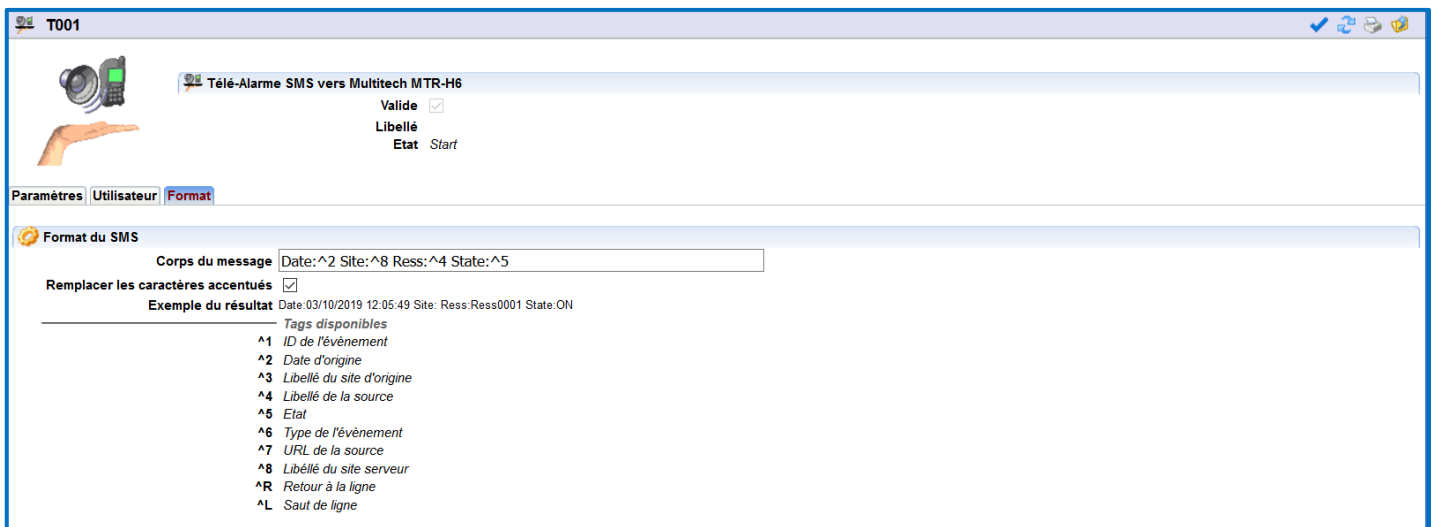 T001
Télé-Alarme SMS vers Multitech MTR-H6
Valide
Libellé
Etat Start
Paramètres Utilisateur Format
Format du SMS
Corps du message Date:^2 Site:^8 Ress:^4 State:^5
Remplacer les caractères accentués
Exemple du résultat Date:03/10/2019 12:05:49 Site: Ress:Ress0001 State:ON
Tags disponibles
^1 ID de l'évènement
^2 Date d'origine
^3 Libellé du site d'origine
^4 Libellé de la source
^5 Etat
^6 Type de l'évènement
^7 URL de la source
^8 Libéllé du site serveur
^R Retour à la ligne
^L Saut de ligne